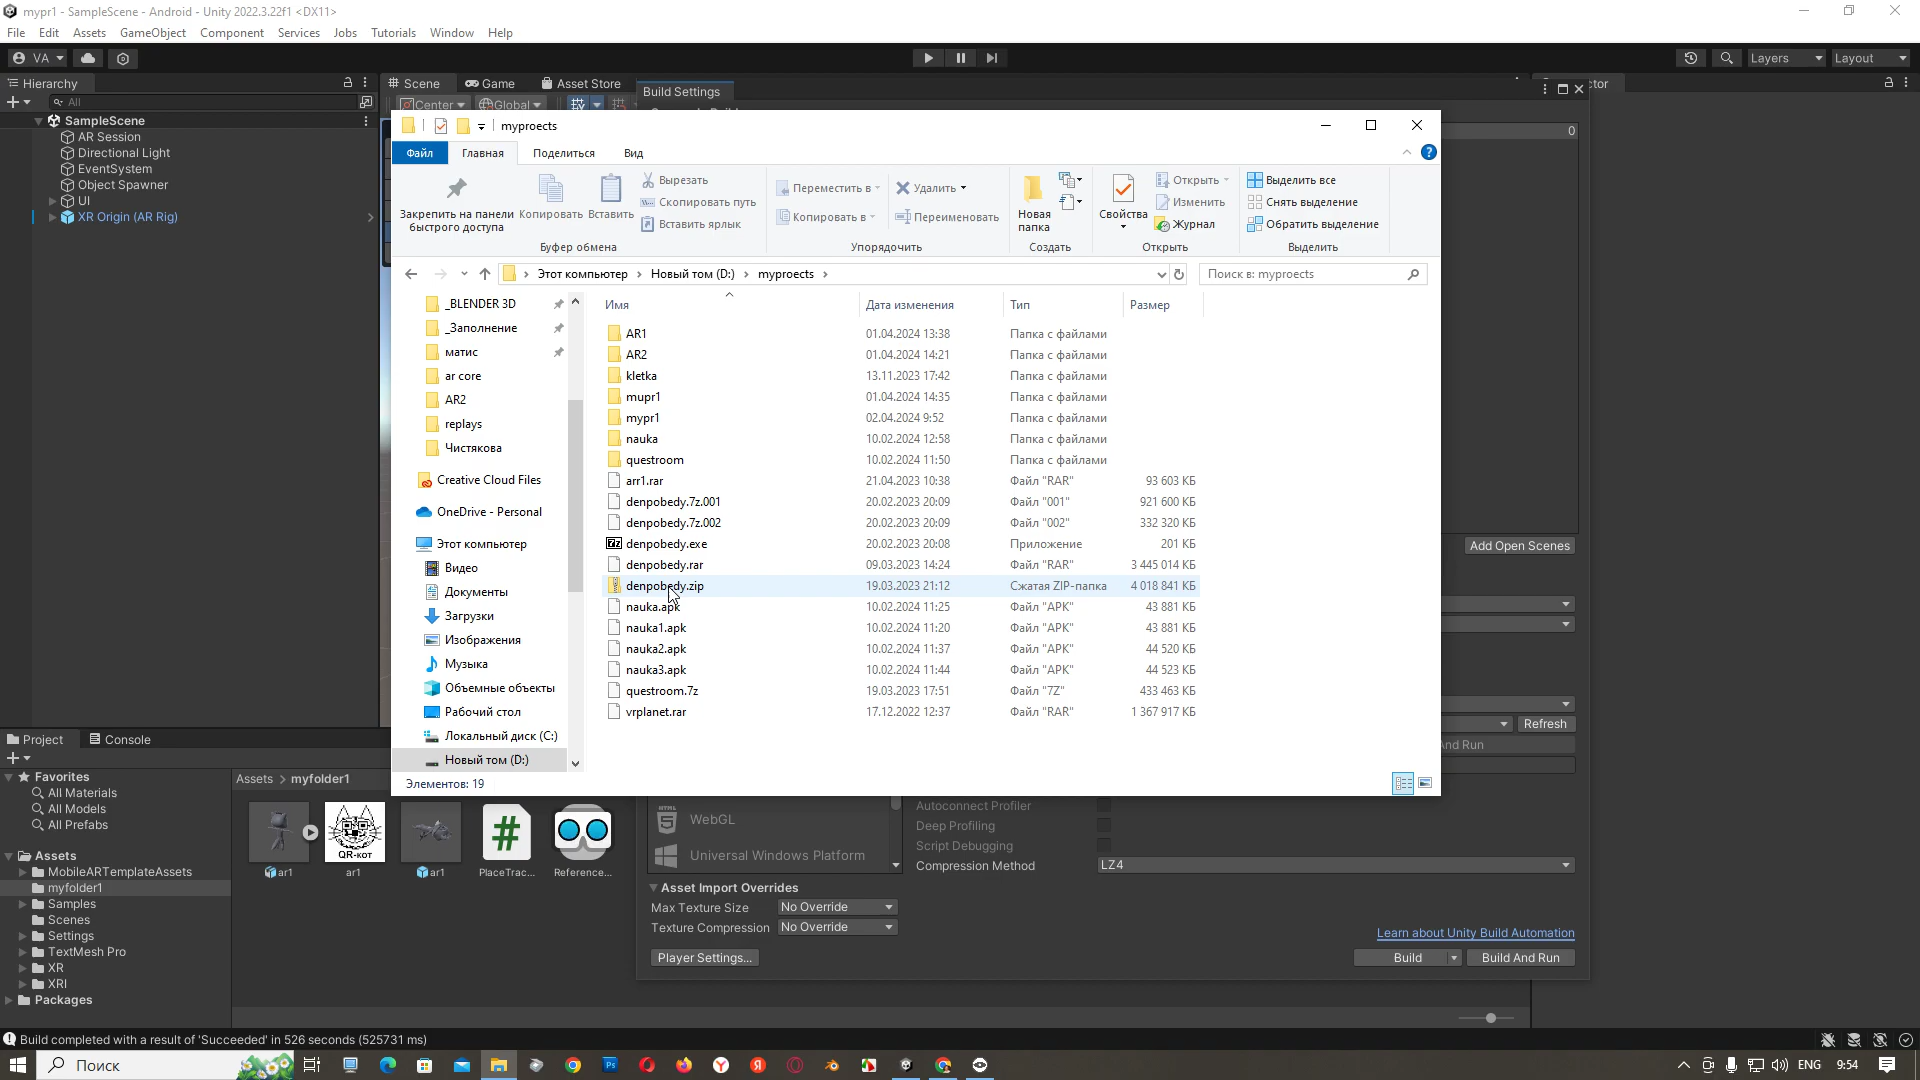 mypr1 - SampleScene - Android - Unity 2022.3.22f1 <DX11>
File Edit Assets GameObject Component Services Jobs Tutorials Window Help
VA Layers Layout
Hierarchy Scene Game Asset Store Build Settings ctor
All Center Global
SampleScene
AR Session
Directional Light
EventSystem
Object Spawner
UI
XR Origin (AR Rig)
0
myproects
Файл Главная Поделиться Вид
Закрепить на панели быстрого доступа
Копировать
Вставить
Вырезать
Скопировать путь
Вставить ярлык
Буфер обмена
Переместить в
Копировать в
Удалить
Переименовать
Упорядочить
Новая папка
Создать
Свойства
Открыть
Изменить
Журнал
Открыть
Выделить все
Снять выделение
Обратить выделение
Выделить
Этот компьютер Новый том (D:) myproects
Поиск в: myproects
_BLENDER 3D
_Заполнение
матис
ar core
AR2
replays
Чистякова
Creative Cloud Files
OneDrive - Personal
Этот компьютер
Видео
Документы
Загрузки
Изображения
Музыка
Объемные объекты
Рабочий стол
Локальный диск (C:)
Новый том (D:)
Имя Дата изменения Тип Размер
AR1 01.04.2024 13:38 Папка с файлами
AR2 01.04.2024 14:21 Папка с файлами
kletka 13.11.2023 17:42 Папка с файлами
mupr1 01.04.2024 14:35 Папка с файлами
mypr1 02.04.2024 9:52 Папка с файлами
nauka 10.02.2024 12:58 Папка с файлами
questroom 10.02.2024 11:50 Папка с файлами
arr1.rar 21.04.2023 10:38 Файл "RAR" 93 603 КБ
denpobedy.7z.001 20.02.2023 20:09 Файл "001" 921 600 КБ
denpobedy.7z.002 20.02.2023 20:09 Файл "002" 332 320 КБ
denpobedy.exe 20.02.2023 20:08 Приложение 201 КБ
denpobedy.rar 09.03.2023 14:24 Файл "RAR" 3 445 014 КБ
denpobedy.zip 19.03.2023 21:12 Сжатая ZIP-папка 4 018 841 КБ
nauka.apk 10.02.2024 11:25 Файл "APK" 43 881 КБ
nauka1.apk 10.02.2024 11:20 Файл "APK" 43 881 КБ
nauka2.apk 10.02.2024 11:37 Файл "APK" 44 520 КБ
nauka3.apk 10.02.2024 11:44 Файл "APK" 44 523 КБ
questroom.7z 19.03.2023 17:51 Файл "7Z" 433 463 КБ
vrplanet.rar 17.12.2022 12:37 Файл "RAR" 1 367 917 КБ
Элементов: 19
Add Open Scenes
Refresh
And Run
Project Console
Favorites
All Materials
All Models
All Prefabs
Assets
MobileARTemplateAssets
myfolder1
Samples
Scenes
Settings
TextMesh Pro
XR
XRI
Packages
Assets > myfolder1
QR-кот
ar1 ar1 ar1 PlaceTrac... Reference...
HTML
WebGL
Universal Windows Platform
Autoconnect Profiler
Deep Profiling
Script Debugging
Compression Method LZ4
Asset Import Overrides
Max Texture Size No Override
Texture Compression No Override
Learn about Unity Build Automation
Player Settings... Build Build And Run
Build completed with a result of 'Succeeded' in 526 seconds (525731 ms)
Поиск ENG 9:54